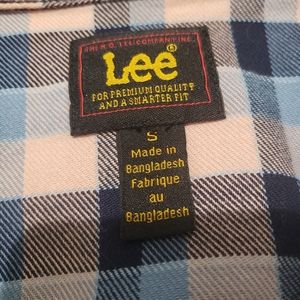 THE H.D. LEE COMPANY INC.
Lee®
FOR PREMIUM QUALITY
AND A SMARTER FIT
S
Made in
Bangladesh
Fabrique
au
Bangladesh